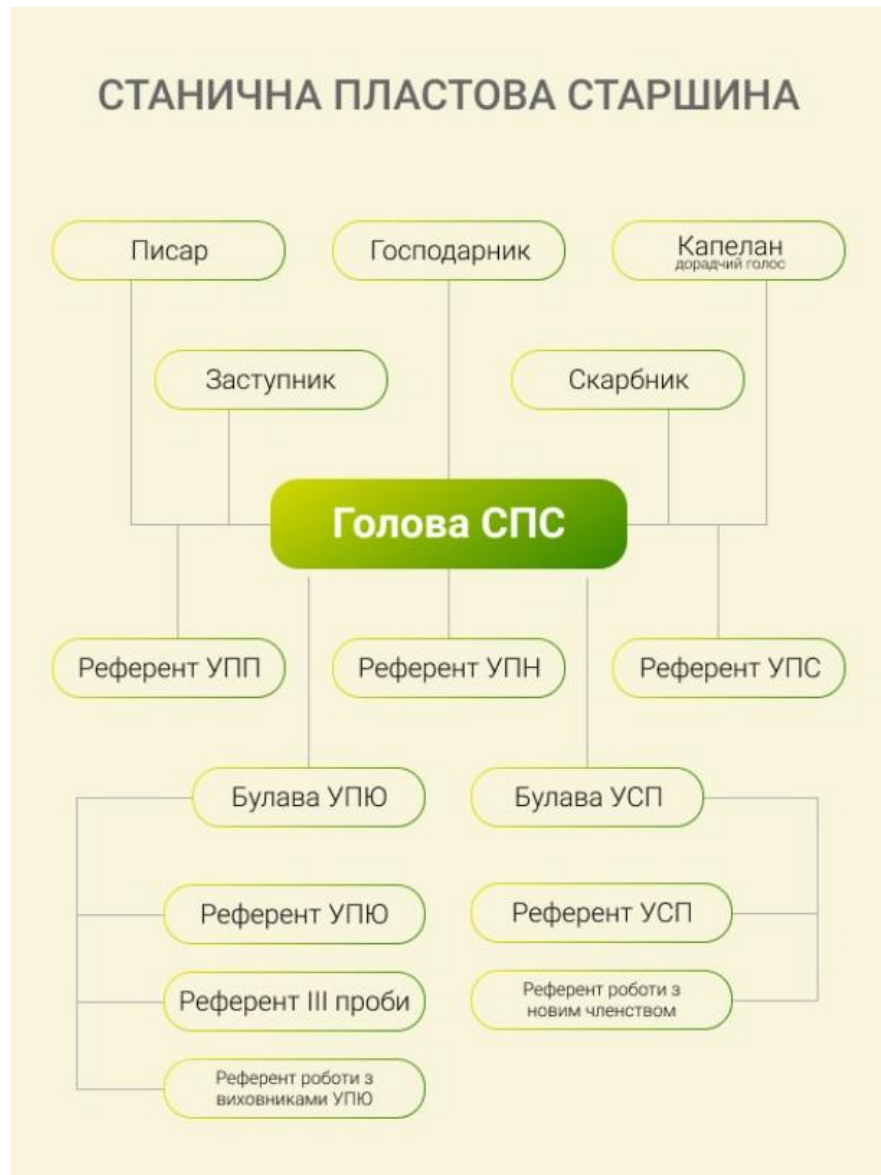 СТАНИЧНА ПЛАСТОВА СТАРШИНА
Писар
Господарник
Капелан
дорадчий голос
Заступник
Скарбник
Голова СПС
Референт УПП
Референт УПН
Референт УПС
Булава УПЮ
Булава УСП
Референт УПЮ
Референт УСП
Референт III проби
Референт роботи з
новим членством
Референт роботи з
виховниками УПЮ